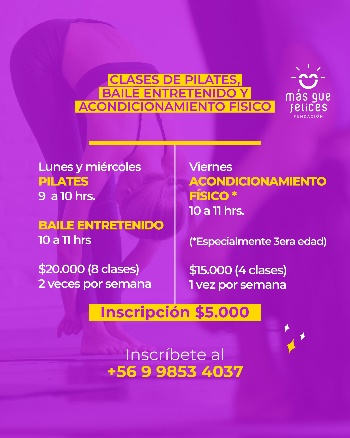 CLASES DE PILATES,
BAILE ENTRETENIDO Y
ACONDICIONAMIENTO FÍSICO
más que
felices
FUNDACIÓN
Lunes y miércoles
PILATES
9 a 10 hrs.
BAILE ENTRETENIDO
10 a 11 hrs
$20.000 (8 clases)
2 veces por semana
Viernes
ACONDICIONAMIENTO
FÍSICO *
10 a 11 hrs.
(*Especialmente 3era edad)
$15.000 (4 clases)
1 vez por semana
Inscripción $5.000
Inscríbete al
+56 9 9853 4037